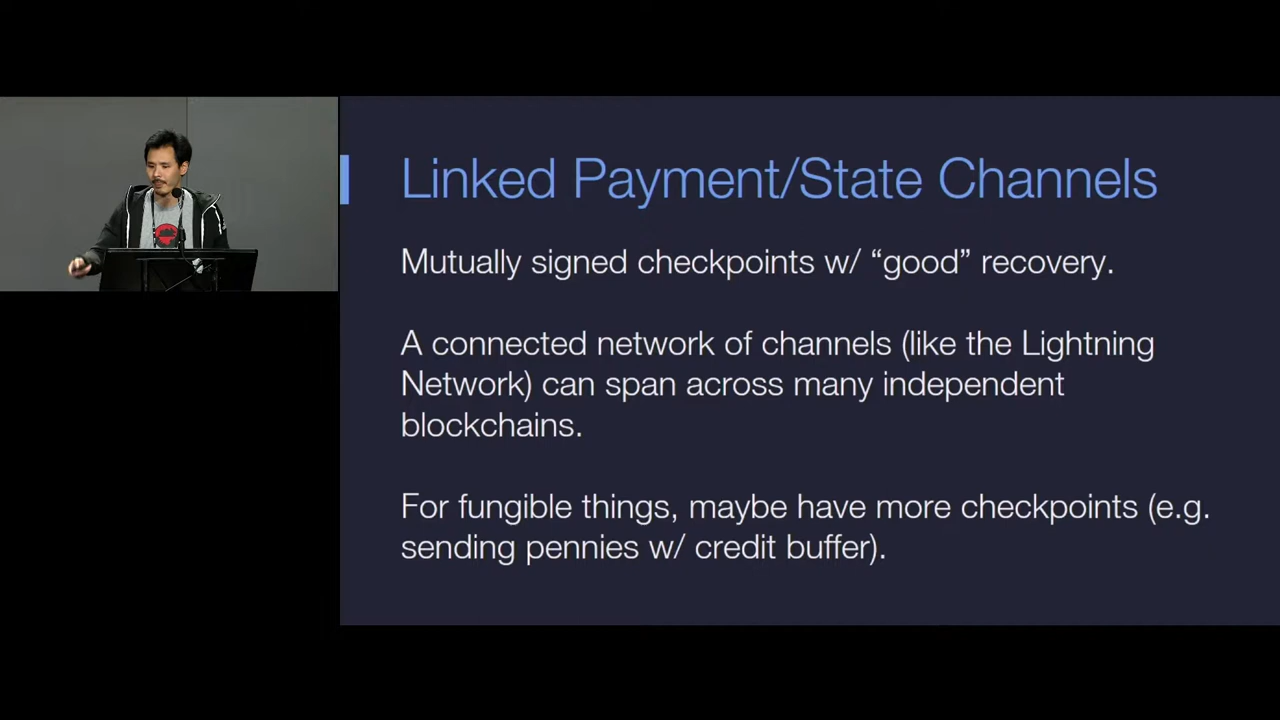 Linked Payment/State Channels
Mutually signed checkpoints w/ “good” recovery.
A connected network of channels (like the Lightning
Network) can span across many independent
blockchains.
For fungible things, maybe have more checkpoints (e.g.
sending pennies w/ credit buffer).